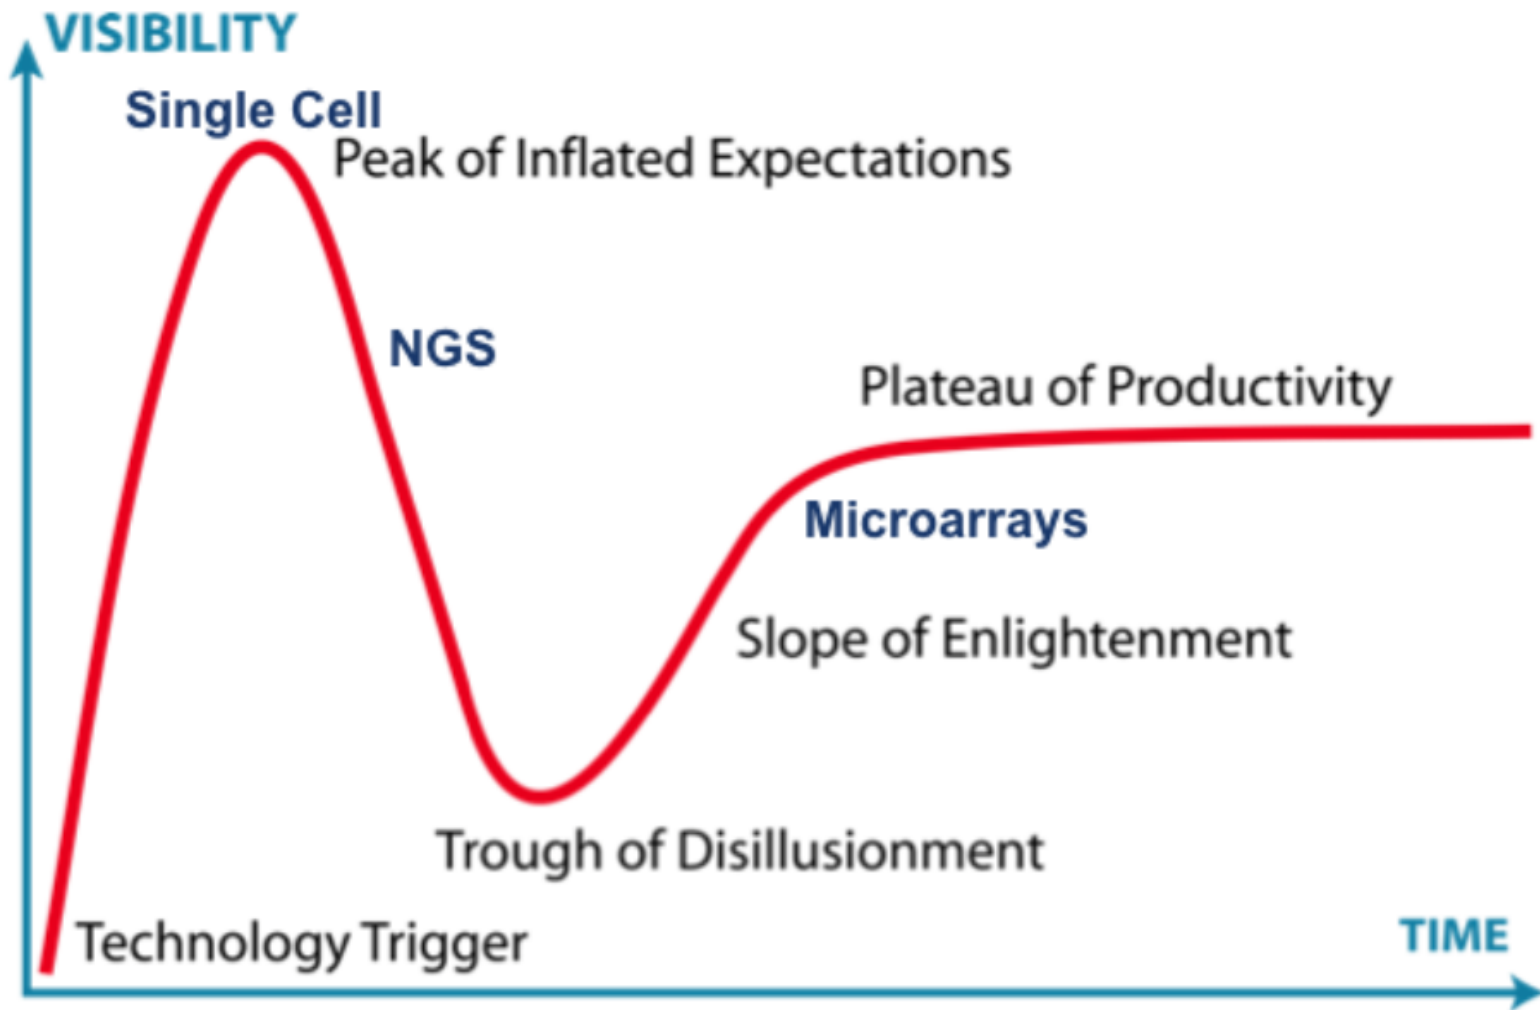 VISIBILITY
Single Cell
Peak of Inflated Expectations
NGS
Plateau of Productivity
Microarrays
Slope of Enlightenment
Trough of Disillusionment
Technology Trigger
TIME